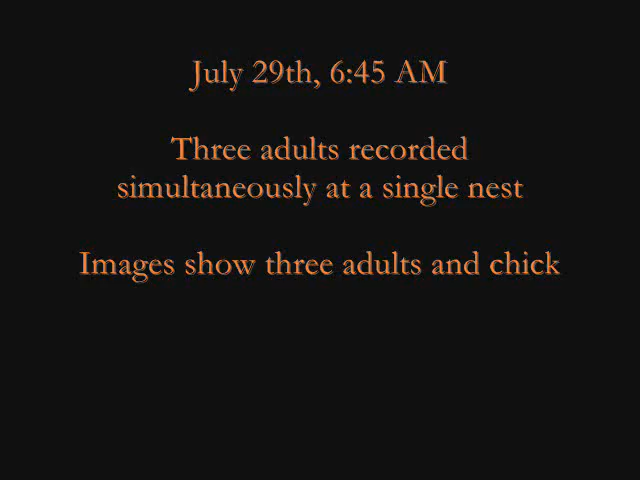 July 29th, 6:45 AM
Three adults recorded
simultaneously at a single nest
Images show three adults and chick